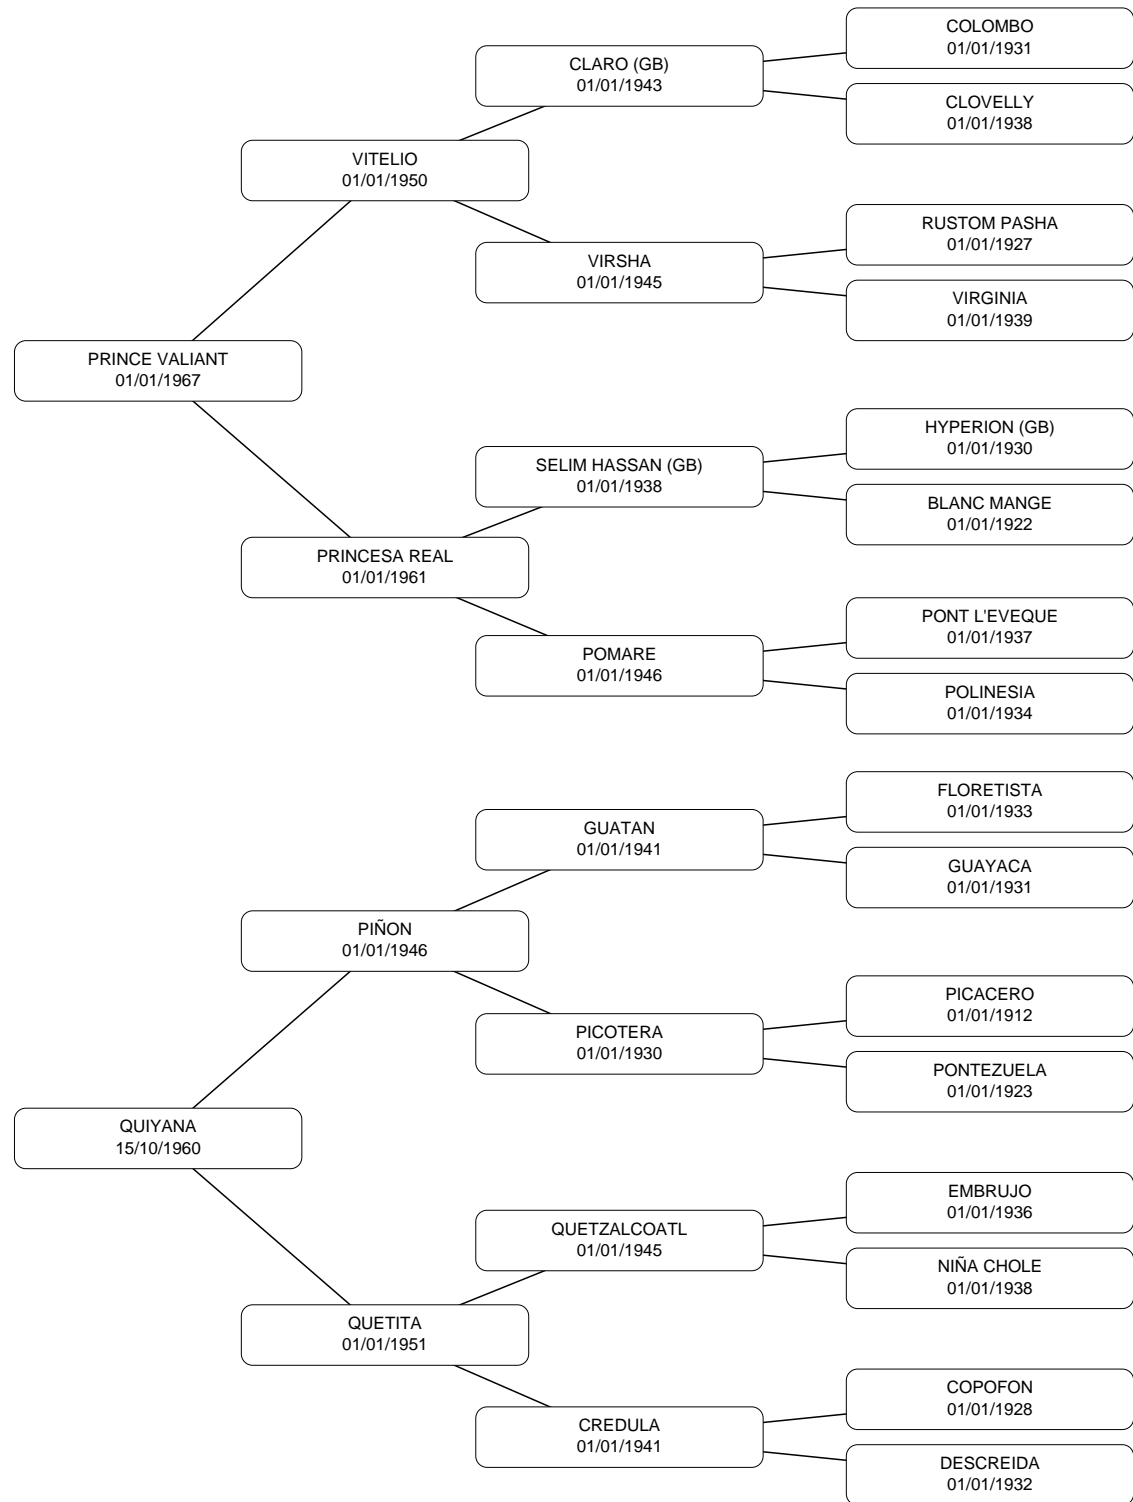 COLOMBO
01/01/1931
CLARO (GB)
01/01/1943
CLOVELLY
01/01/1938
VITELIO
01/01/1950
RUSTOM PASHA
01/01/1927
VIRSHA
01/01/1945
VIRGINIA
01/01/1939
PRINCE VALIANT
01/01/1967
HYPERION (GB)
01/01/1930
SELIM HASSAN (GB)
01/01/1938
BLANC MANGE
01/01/1922
PRINCESA REAL
01/01/1961
PONT L'EVEQUE
01/01/1937
POMARE
01/01/1946
POLINESIA
01/01/1934
FLORETISTA
01/01/1933
GUATAN
01/01/1941
GUAYACA
01/01/1931
PIÑON
01/01/1946
PICACERO
01/01/1912
PICOTERA
01/01/1930
PONTEZUELA
01/01/1923
QUIYANA
15/10/1960
EMBRUJO
01/01/1936
QUETZALCOATL
01/01/1945
NIÑA CHOLE
01/01/1938
QUETITA
01/01/1951
COPOFON
01/01/1928
CREDULA
01/01/1941
DESCREIDA
01/01/1932